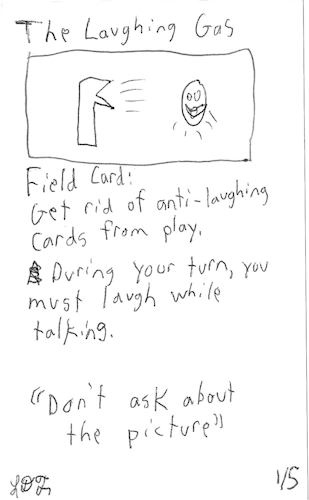 The Laughing Gas
Field Card:
Get rid of anti-laughing
cards from play.
During your turn, you
must laugh while
talking.
"Don't ask about
the picture"
1/5